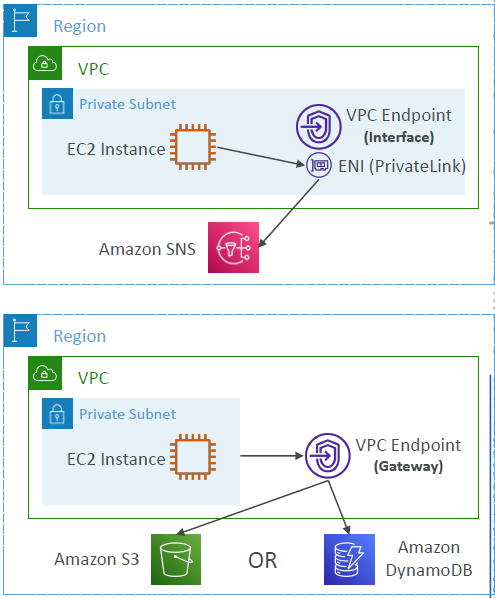 Region
VPC
Private Subnet
EC2 Instance
VPC Endpoint
(Interface)
ENI (PrivateLink)
Amazon SNS
Region
VPC
Private Subnet
EC2 Instance
VPC Endpoint
(Gateway)
Amazon S3
OR
Amazon
DynamoDB